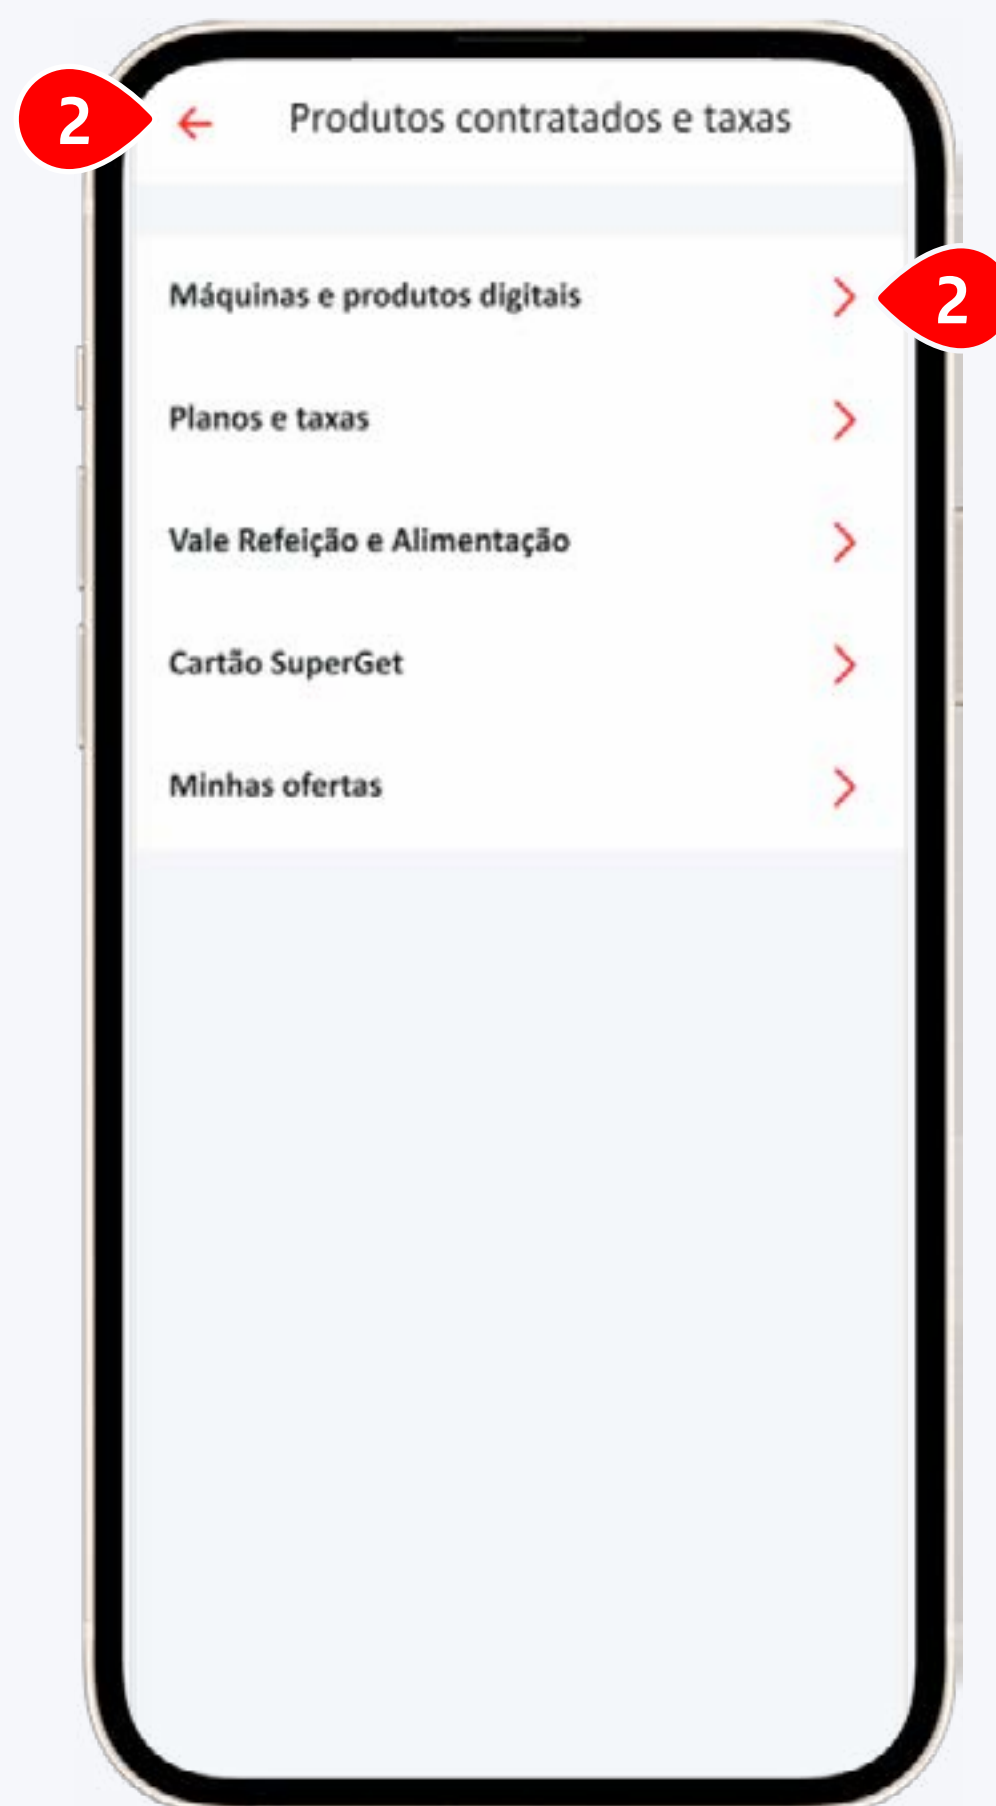 2
Produtos contratados e taxas
Máquinas e produtos digitais
2
Planos e taxas
Vale Refeição e Alimentação
Cartão SuperGet
Minhas ofertas